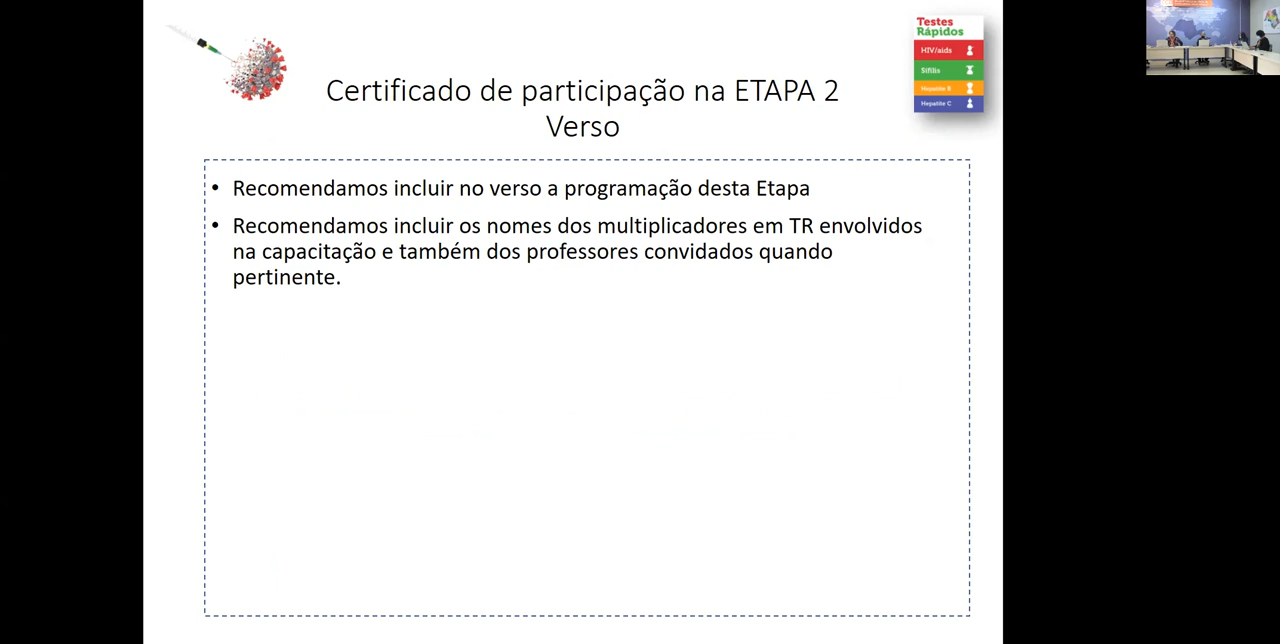 Certificado de participação na ETAPA 2
Verso
Testes
Rápidos
HIV/aids
Sífilis
Hepatite B
Hepatite C
• Recomendamos incluir no verso a programação desta Etapa
• Recomendamos incluir os nomes dos multiplicadores em TR envolvidos
na capacitação e também dos professores convidados quando
pertinente.